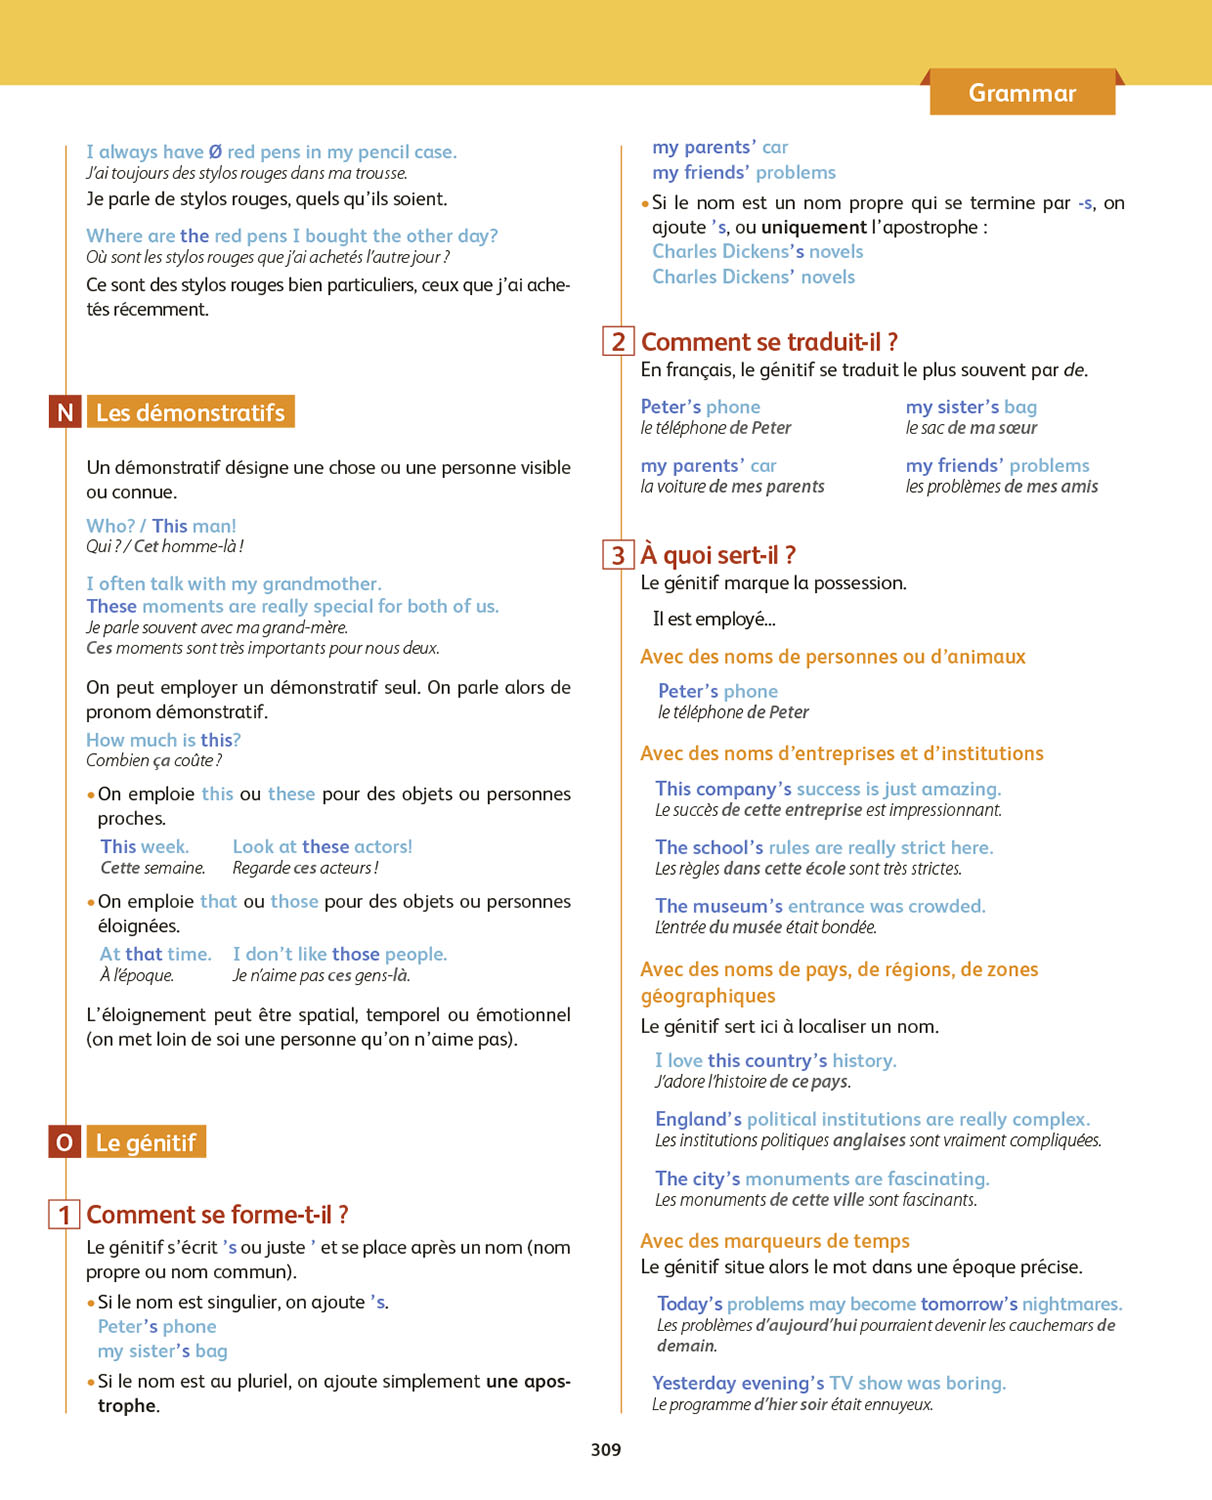 Grammar
I always have Ø red pens in my pencil case.
J’ai toujours des stylos rouges dans ma trousse.
Je parle de stylos rouges, quels qu’ils soient.
Where are the red pens I bought the other day?
Où sont les stylos rouges que j’ai achetés l’autre jour ?
Ce sont des stylos rouges bien particuliers, ceux que j’ai ache-
tés récemment.
N Les démonstratifs
Un démonstratif désigne une chose ou une personne visible
ou connue.
Who? / This man!
Qui ? / Cet homme-là !
I often talk with my grandmother.
These moments are really special for both of us.
Je parle souvent avec ma grand-mère.
Ces moments sont très importants pour nous deux.
On peut employer un démonstratif seul. On parle alors de
pronom démonstratif.
How much is this?
Combien ça coûte ?
• On emploie this ou these pour des objets ou personnes
proches.
This week. Look at these actors!
Cette semaine. Regarde ces acteurs !
• On emploie that ou those pour des objets ou personnes
éloignées.
At that time. I don’t like those people.
À l’époque. Je n’aime pas ces gens-là.
L’éloignement peut être spatial, temporel ou émotionnel
(on met loin de soi une personne qu’on n’aime pas).
O Le génitif
1 Comment se forme-t-il ?
Le génitif s’écrit ’s ou juste ’ et se place après un nom (nom
propre ou nom commun).
• Si le nom est singulier, on ajoute ’s.
Peter’s phone
my sister’s bag
• Si le nom est au pluriel, on ajoute simplement une apos-
trophe.
my parents’ car
my friends’ problems
• Si le nom est un nom propre qui se termine par -s, on
ajoute ’s, ou uniquement l’apostrophe :
Charles Dickens’s novels
Charles Dickens’ novels
2 Comment se traduit-il ?
En français, le génitif se traduit le plus souvent par de.
Peter’s phone my sister’s bag
le téléphone de Peter le sac de ma sœur
my parents’ car my friends’ problems
la voiture de mes parents les problèmes de mes amis
3 À quoi sert-il ?
Le génitif marque la possession.
Il est employé...
Avec des noms de personnes ou d’animaux
Peter’s phone
le téléphone de Peter
Avec des noms d’entreprises et d’institutions
This company’s success is just amazing.
Le succès de cette entreprise est impressionnant.
The school’s rules are really strict here.
Les règles dans cette école sont très strictes.
The museum’s entrance was crowded.
L’entrée du musée était bondée.
Avec des noms de pays, de régions, de zones
géographiques
Le génitif sert ici à localiser un nom.
I love this country’s history.
J’adore l’histoire de ce pays.
England’s political institutions are really complex.
Les institutions politiques anglaises sont vraiment compliquées.
The city’s monuments are fascinating.
Les monuments de cette ville sont fascinants.
Avec des marqueurs de temps
Le génitif situe alors le mot dans une époque précise.
Today’s problems may become tomorrow’s nightmares.
Les problèmes d’aujourd’hui pourraient devenir les cauchemars de
demain.
Yesterday evening’s TV show was boring.
Le programme d’hier soir était ennuyeux.
309